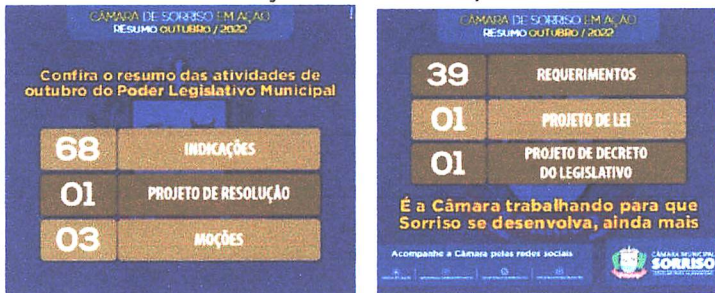 CÂMARA DE SORRISO EM AÇÃO
RESUMO OUTUBRO / 2022
Confira o resumo das atividades de
outubro do Poder Legislativo Municipal
68 INDICAÇÕES
01 PROJETO DE RESOLUÇÃO
03 MOÇÕES
CÂMARA DE SORRISO EM AÇÃO
RESUMO OUTUBRO / 2022
39 REQUERIMENTOS
01 PROJETO DE LEI
01 PROJETO DE DECRETO
DO LEGISLATIVO
É a Câmara trabalhando para que
Sorriso se desenvolva, ainda mais
Acompanhe a Câmara pelas redes sociais
CÂMARA MUNICIPAL
SORRISO